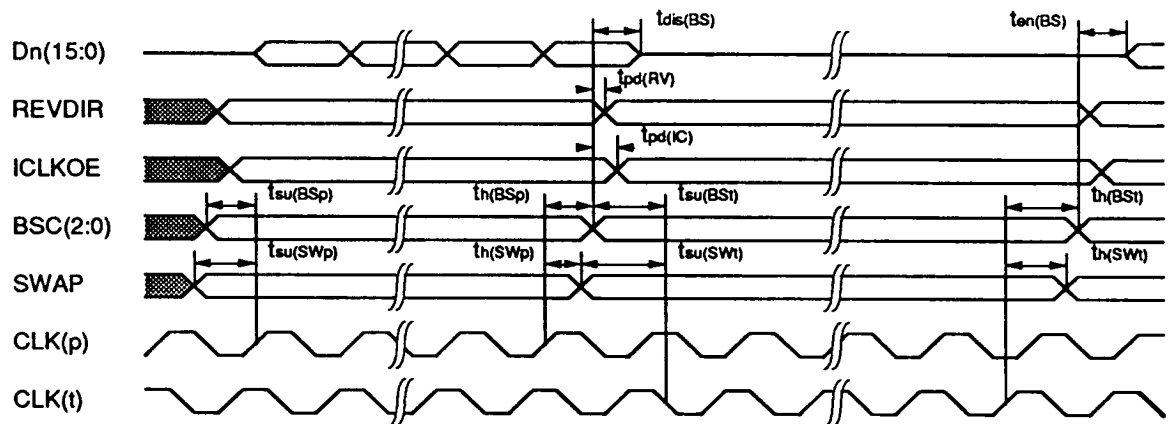 tdis(BS) ten(BS)
Dn(15:0)
tpd(RV)
REVDIR
tpd(IC)
ICLKOE
tsu(BSp) th(BSp) tsu(BSt) th(BSt)
BSC(2:0)
tsu(SWp) th(SWp) tsu(SWt) th(SWt)
SWAP
CLK(p)
CLK(t)